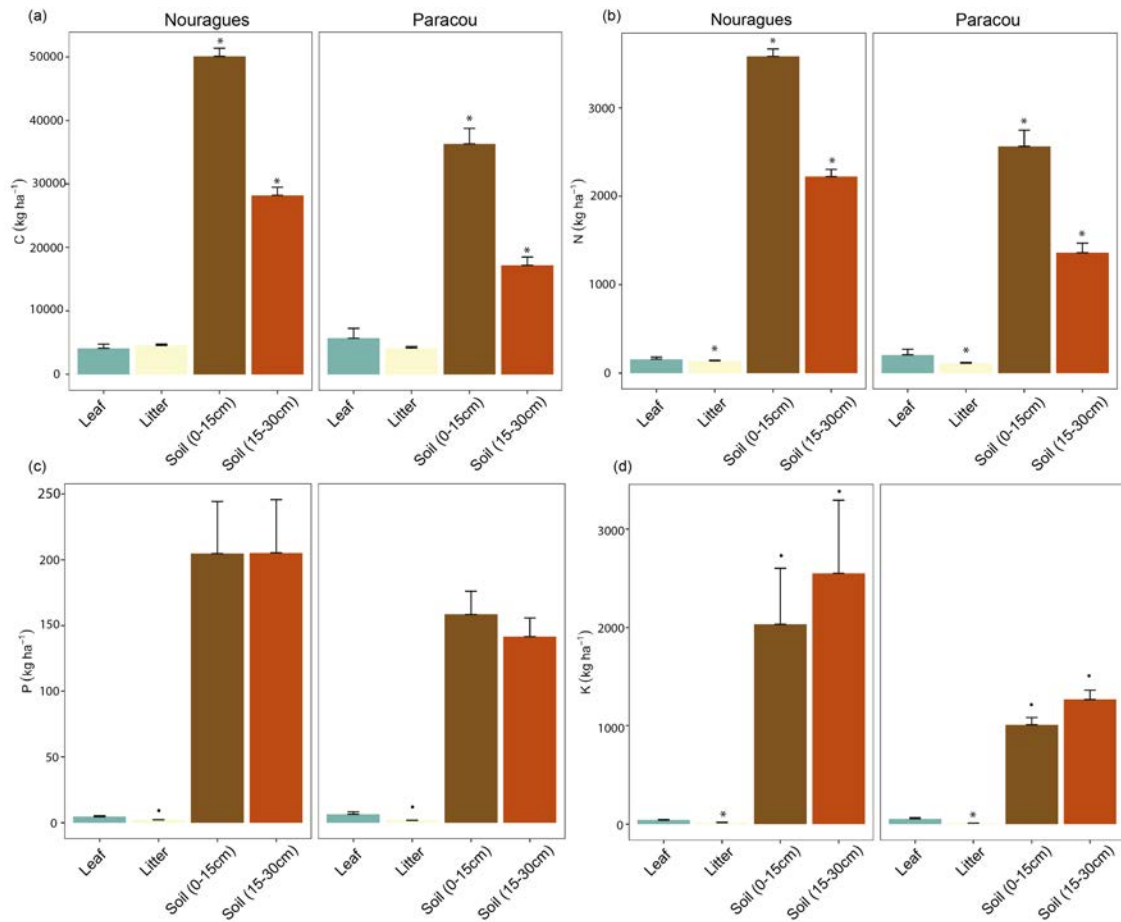 (a) Nouragues Paracou
50000
40000
30000
20000
10000
0
C (kg ha⁻¹)
* * * *
Leaf Litter Soil (0-15cm) Soil (15-30cm) Leaf Litter Soil (0-15cm) Soil (15-30cm)
(b) Nouragues Paracou
3000
2000
1000
0
N (kg ha⁻¹)
* * * * * *
Leaf Litter Soil (0-15cm) Soil (15-30cm) Leaf Litter Soil (0-15cm) Soil (15-30cm)
(c)
250
200
150
100
50
0
P (kg ha⁻¹)
• •
Leaf Litter Soil (0-15cm) Soil (15-30cm) Leaf Litter Soil (0-15cm) Soil (15-30cm)
(d)
3000
2000
1000
0
K (kg ha⁻¹)
* • • * • •
Leaf Litter Soil (0-15cm) Soil (15-30cm) Leaf Litter Soil (0-15cm) Soil (15-30cm)